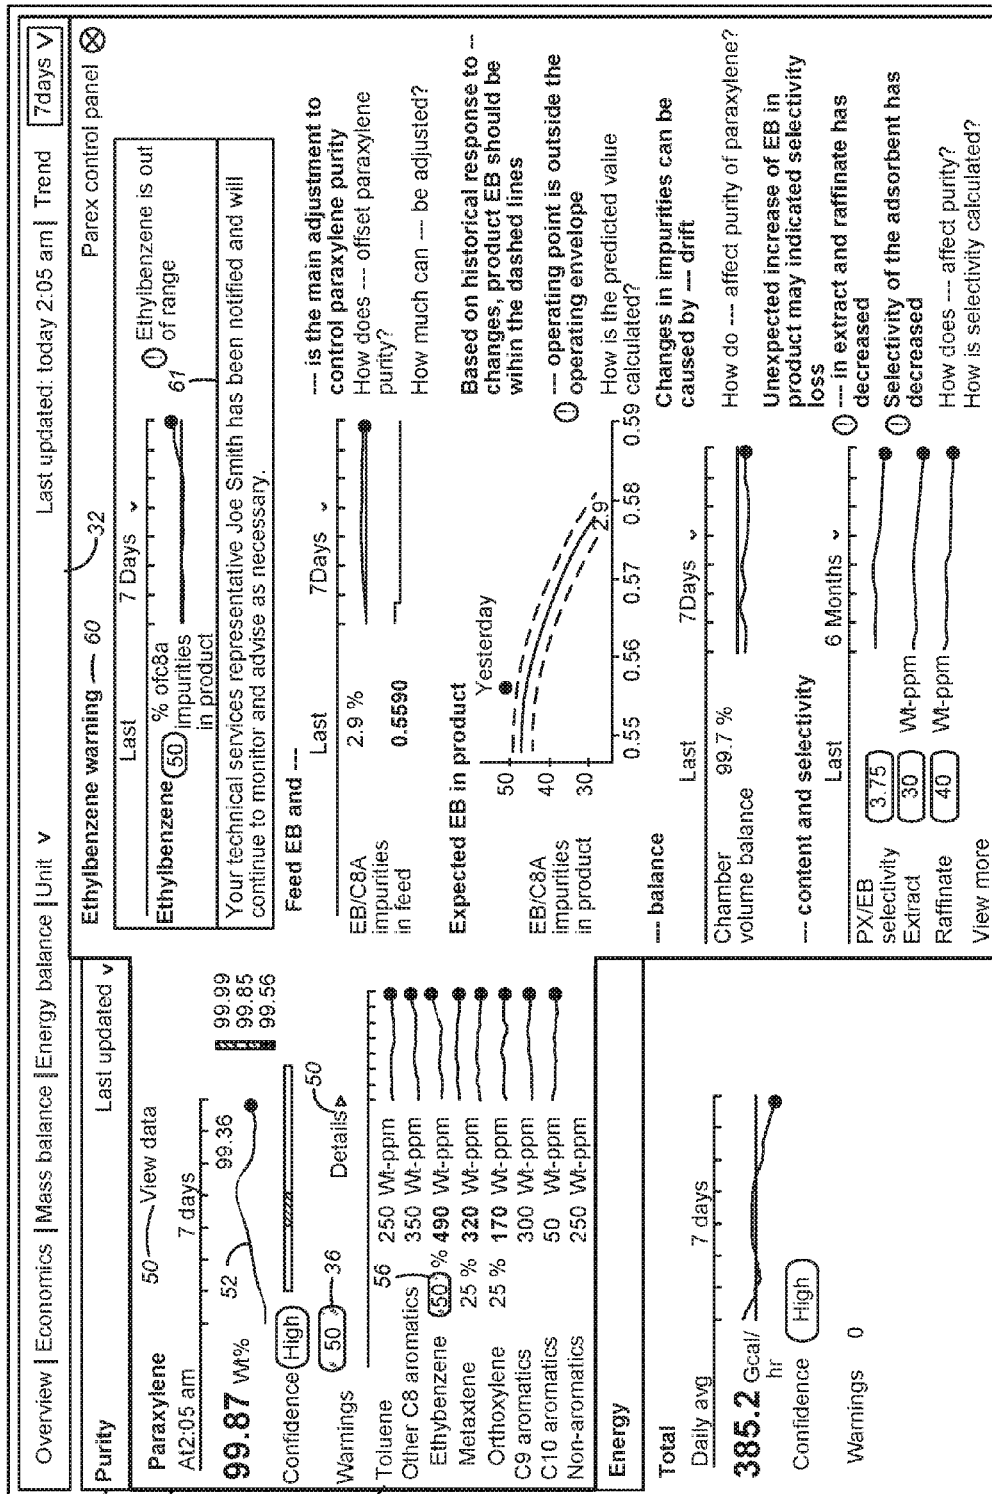 Overview | Economics | Mass balance | Energy balance | Unit ∨
Last updated: today 2:05 am | Trend
7days ∨
Purity
Last updated ∨
Paraxylene
50 View data
At2:05 am
7 days
99.87 Wt%
52
99.36
99.99
99.85
99.56
Confidence High
Warnings 50 36
Details 50
Toluene 56 250 Wt-ppm
Other C8 aromatics 350 Wt-ppm
Ethybenzene 50 % 490 Wt-ppm
Metaxlene 25 % 320 Wt-ppm
Orthoxylene 25 % 170 Wt-ppm
C9 aromatics 300 Wt-ppm
C10 aromatics 50 Wt-ppm
Non-aromatics 250 Wt-ppm
Energy
Total
Daily avg
7 days
385.2 Gcal/
hr
Confidence High
Warnings 0
32
Ethylbenzene warning 60
Parex control panel
Last 7 Days
Ethylbenzene 50 % ofc8a
impurities
in product
! Ethylbenzene is out
of range
61
Your technical services representative Joe Smith has been notified and will
continue to monitor and advise as necessary.
Feed EB and ---
Last 7Days ∨
EB/C8A
impurities
in feed
2.9 %
0.5590
--- is the main adjustment to
control paraxylene purity
How does --- offset paraxylene
purity?
How much can --- be adjusted?
Expected EB in product
Yesterday
50
40
30
EB/C8A
impurities
in product
2.9
0.55 0.56 0.57 0.58 0.59
Based on historical response to --
changes, product EB should be
wihin the dashed lines
! --- operating point is outside the
operating envelope
How is the predicted value
calculated?
--- balance
Last 7Days ∨
Chamber
volume balance
99.7 %
Changes in impurities can be
caused by --- drift
How do --- affect purity of paraxylene?
--- content and selectivity
Last 6 Months ∨
PX/EB
selectivity
3.75
Extract 30 Wt-ppm
Raffinate 40 Wt-ppm
View more
Unexpected increase of EB in
product may indicated selectivity
loss
! --- in extract and raffinate has
decreased
! Selectivity of the adsorbent has
decreased
How does --- affect purity?
How is selectivity calculated?